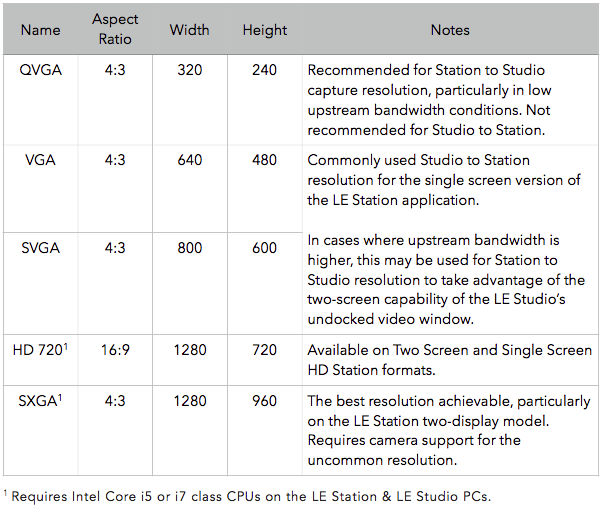 Name Aspect Ratio Width Height Notes
QVGA 4:3 320 240 Recommended for Station to Studio
capture resolution, particularly in low
upstream bandwidth conditions. Not
recommended for Studio to Station.
VGA 4:3 640 480 Commonly used Studio to Station
resolution for the single screen version of
the LE Station application.
SVGA 4:3 800 600 In cases where upstream bandwidth is
higher, this may be used for Station to
Studio resolution to take advantage of the
two-screen capability of the LE Studio’s
undocked video window.
HD 720¹ 16:9 1280 720 Available on Two Screen and Single Screen
HD Station formats.
SXGA¹ 4:3 1280 960 The best resolution achievable, particularly
on the LE Station two-display model.
Requires camera support for the
uncommon resolution.
¹ Requires Intel Core i5 or i7 class CPUs on the LE Station & LE Studio PCs.